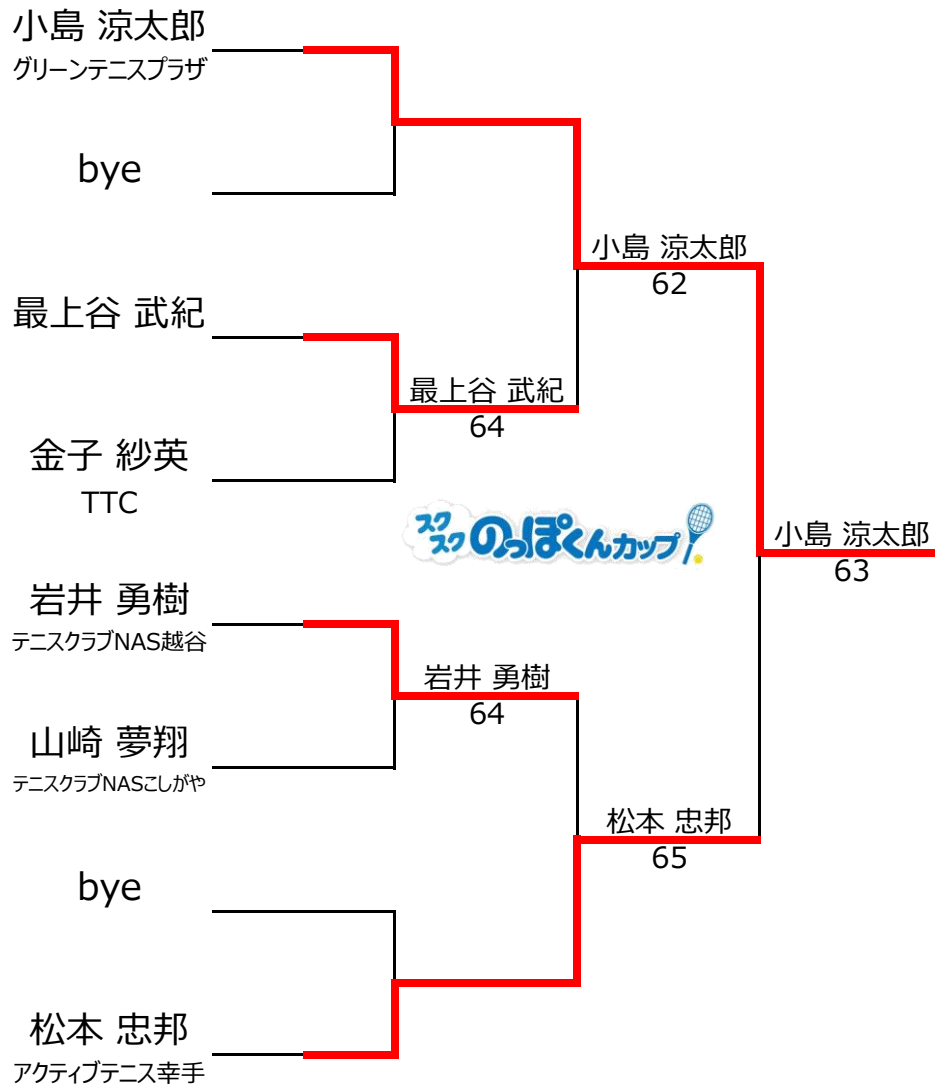 小島 涼太郎
グリーンテニスプラザ
bye
小島 涼太郎
62
最上谷 武紀
最上谷 武紀
64
金子 紗英
TTC
スクスク のっぽくんカップ
小島 涼太郎
63
岩井 勇樹
テニスクラブNAS越谷
岩井 勇樹
64
山崎 夢翔
テニスクラブNASこしがや
松本 忠邦
65
bye
松本 忠邦
アクティブテニス幸手